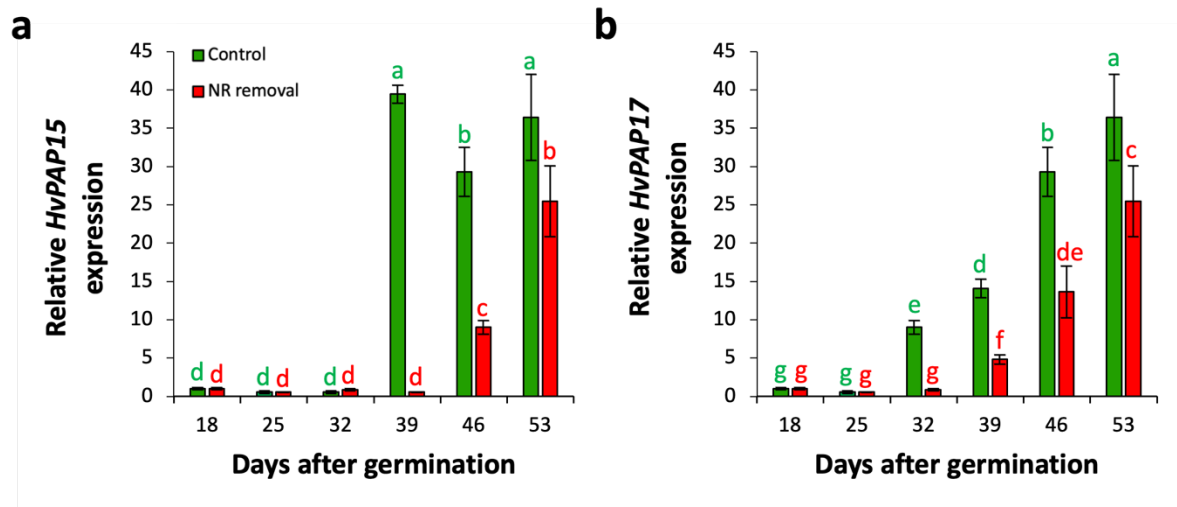 a
Relative HvPAP15
expression
45
40
35
30
25
20
15
10
5
0
Control
NR removal
d d d d d d a d b c a b
18 25 32 39 46 53
Days after germination
b
Relative HvPAP17
expression
45
40
35
30
25
20
15
10
5
0
g g g g e g d f b de a c
18 25 32 39 46 53
Days after germination